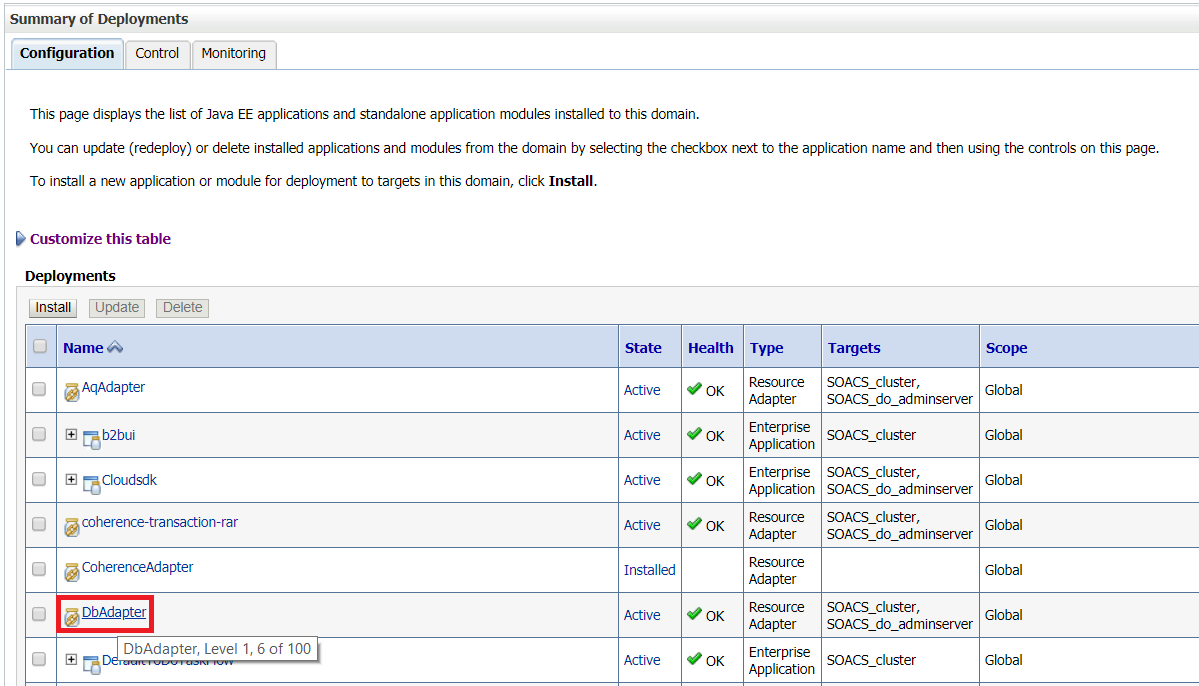 Summary of Deployments
Configuration Control Monitoring
This page displays the list of Java EE applications and standalone application modules installed to this domain.
You can update (redeploy) or delete installed applications and modules from the domain by selecting the checkbox next to the application name and then using the controls on this page.
To install a new application or module for deployment to targets in this domain, click Install.
Customize this table
Deployments
Install Update Delete
Name State Health Type Targets Scope
AqAdapter Active OK Resource Adapter SOACS_cluster, SOACS_do_adminserver Global
b2bui Active OK Enterprise Application SOACS_cluster Global
Cloudsdk Active OK Enterprise Application SOACS_cluster, SOACS_do_adminserver Global
coherence-transaction-rar Active OK Resource Adapter SOACS_cluster, SOACS_do_adminserver Global
CoherenceAdapter Installed Resource Adapter Global
DbAdapter Active OK Resource Adapter SOACS_cluster, SOACS_do_adminserver Global
DbAdapter, Level 1, 6 of 100
Active OK Enterprise Application SOACS_cluster Global